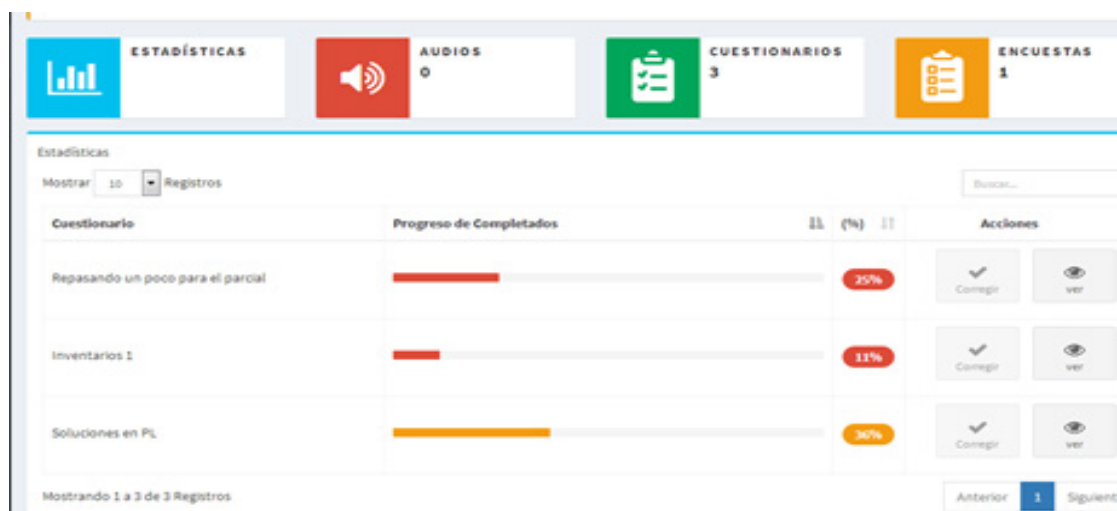 ESTADÍSTICAS
AUDIOS
0
CUESTIONARIOS
3
ENCUESTAS
1
Estadísticas
Mostrar 10 Registros
Buscar...
Cuestionario Progreso de Completados (%) Acciones
Repasando un poco para el parcial 25% Corregir ver
Inventarios 1 11% Corregir ver
Soluciones en PL 36% Corregir ver
Mostrando 1 a 3 de 3 Registros
Anterior 1 Siguient